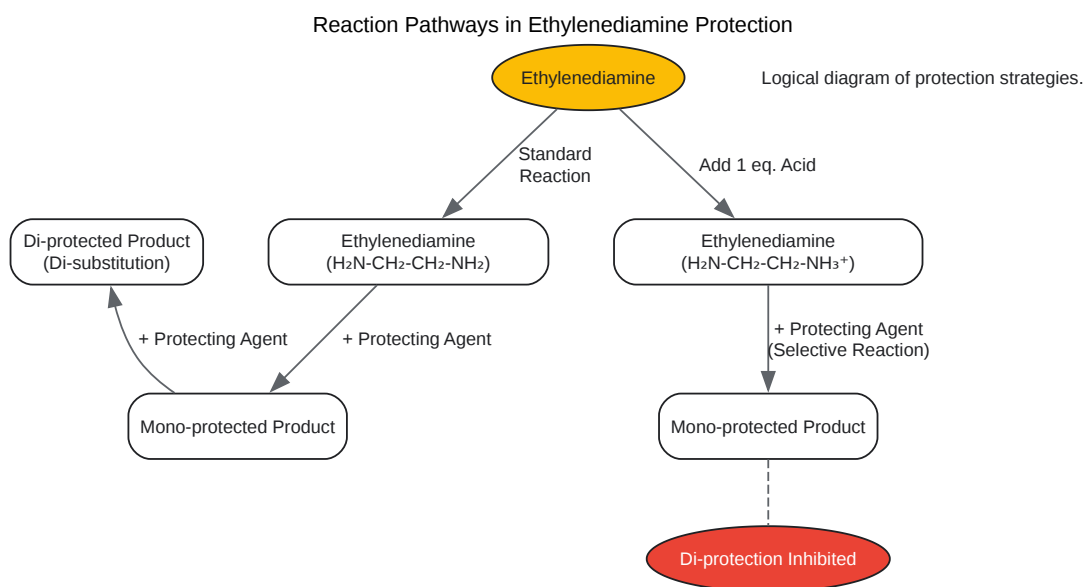 Reaction Pathways in Ethylenediamine Protection
Ethylenediamine
Logical diagram of protection strategies.
Standard
Reaction
Add 1 eq. Acid
Di-protected Product
(Di-substitution)
Ethylenediamine
(H₂N-CH₂-CH₂-NH₂)
Ethylenediamine
(H₂N-CH₂-CH₂-NH₃⁺)
+ Protecting Agent
+ Protecting Agent
+ Protecting Agent
(Selective Reaction)
Mono-protected Product
Mono-protected Product
Di-protection Inhibited